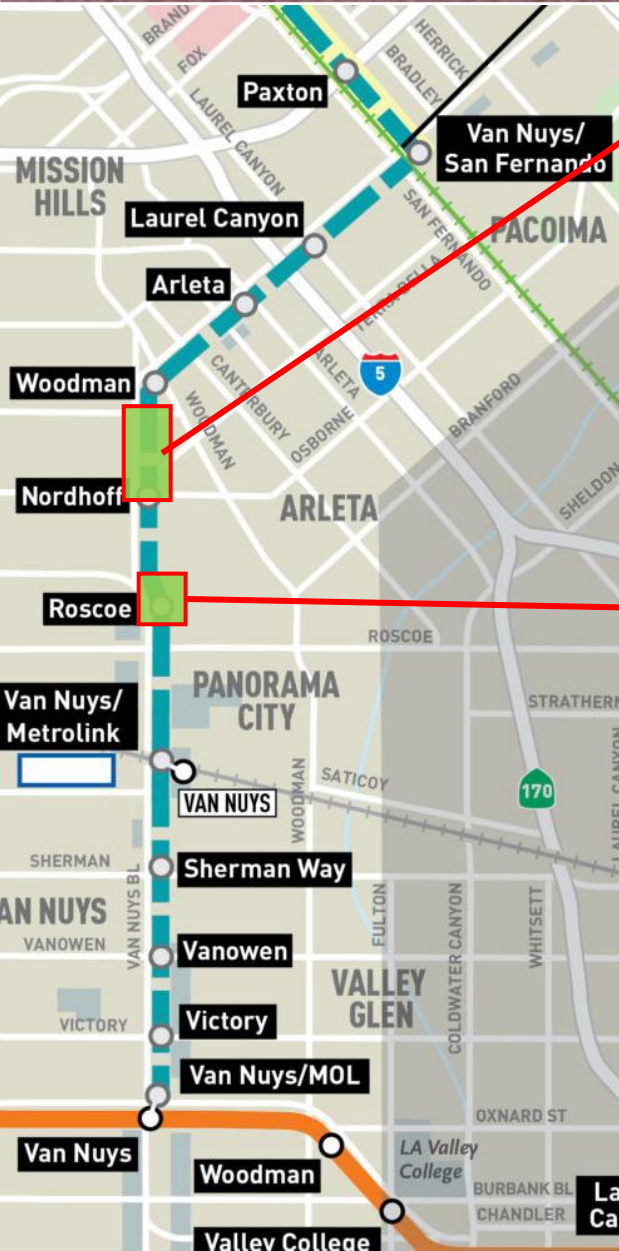 BRAND
FOX
HERRICK
BRADLEY
Paxton
LAUREL CANYON
Van Nuys/
San Fernando
MISSION
HILLS
Laurel Canyon
SAN FERNANDO
PACOIMA
Arleta
TERRA BELLA
Woodman
5
CANTERBURY
ARLETA
WOODMAN
OSBORNE
BRANFORD
Nordhoff
ARLETA
SHELDON
Roscoe
ROSCOE
PANORAMA
CITY
STRATHERN
Van Nuys/
Metrolink
VAN NUYS
WOODMAN
SATICOY
170
LAUREL CANYON
SHERMAN
Sherman Way
VAN NUYS BL
AN NUYS
VANOWEN
Vanowen
FULTON
COLDWATER CANYON
WHITSETT
VALLEY
GLEN
VICTORY
Victory
Van Nuys/MOL
OXNARD ST
Van Nuys
Woodman
LA Valley
College
BURBANK BL
CHANDLER
La
Ca
Valley College